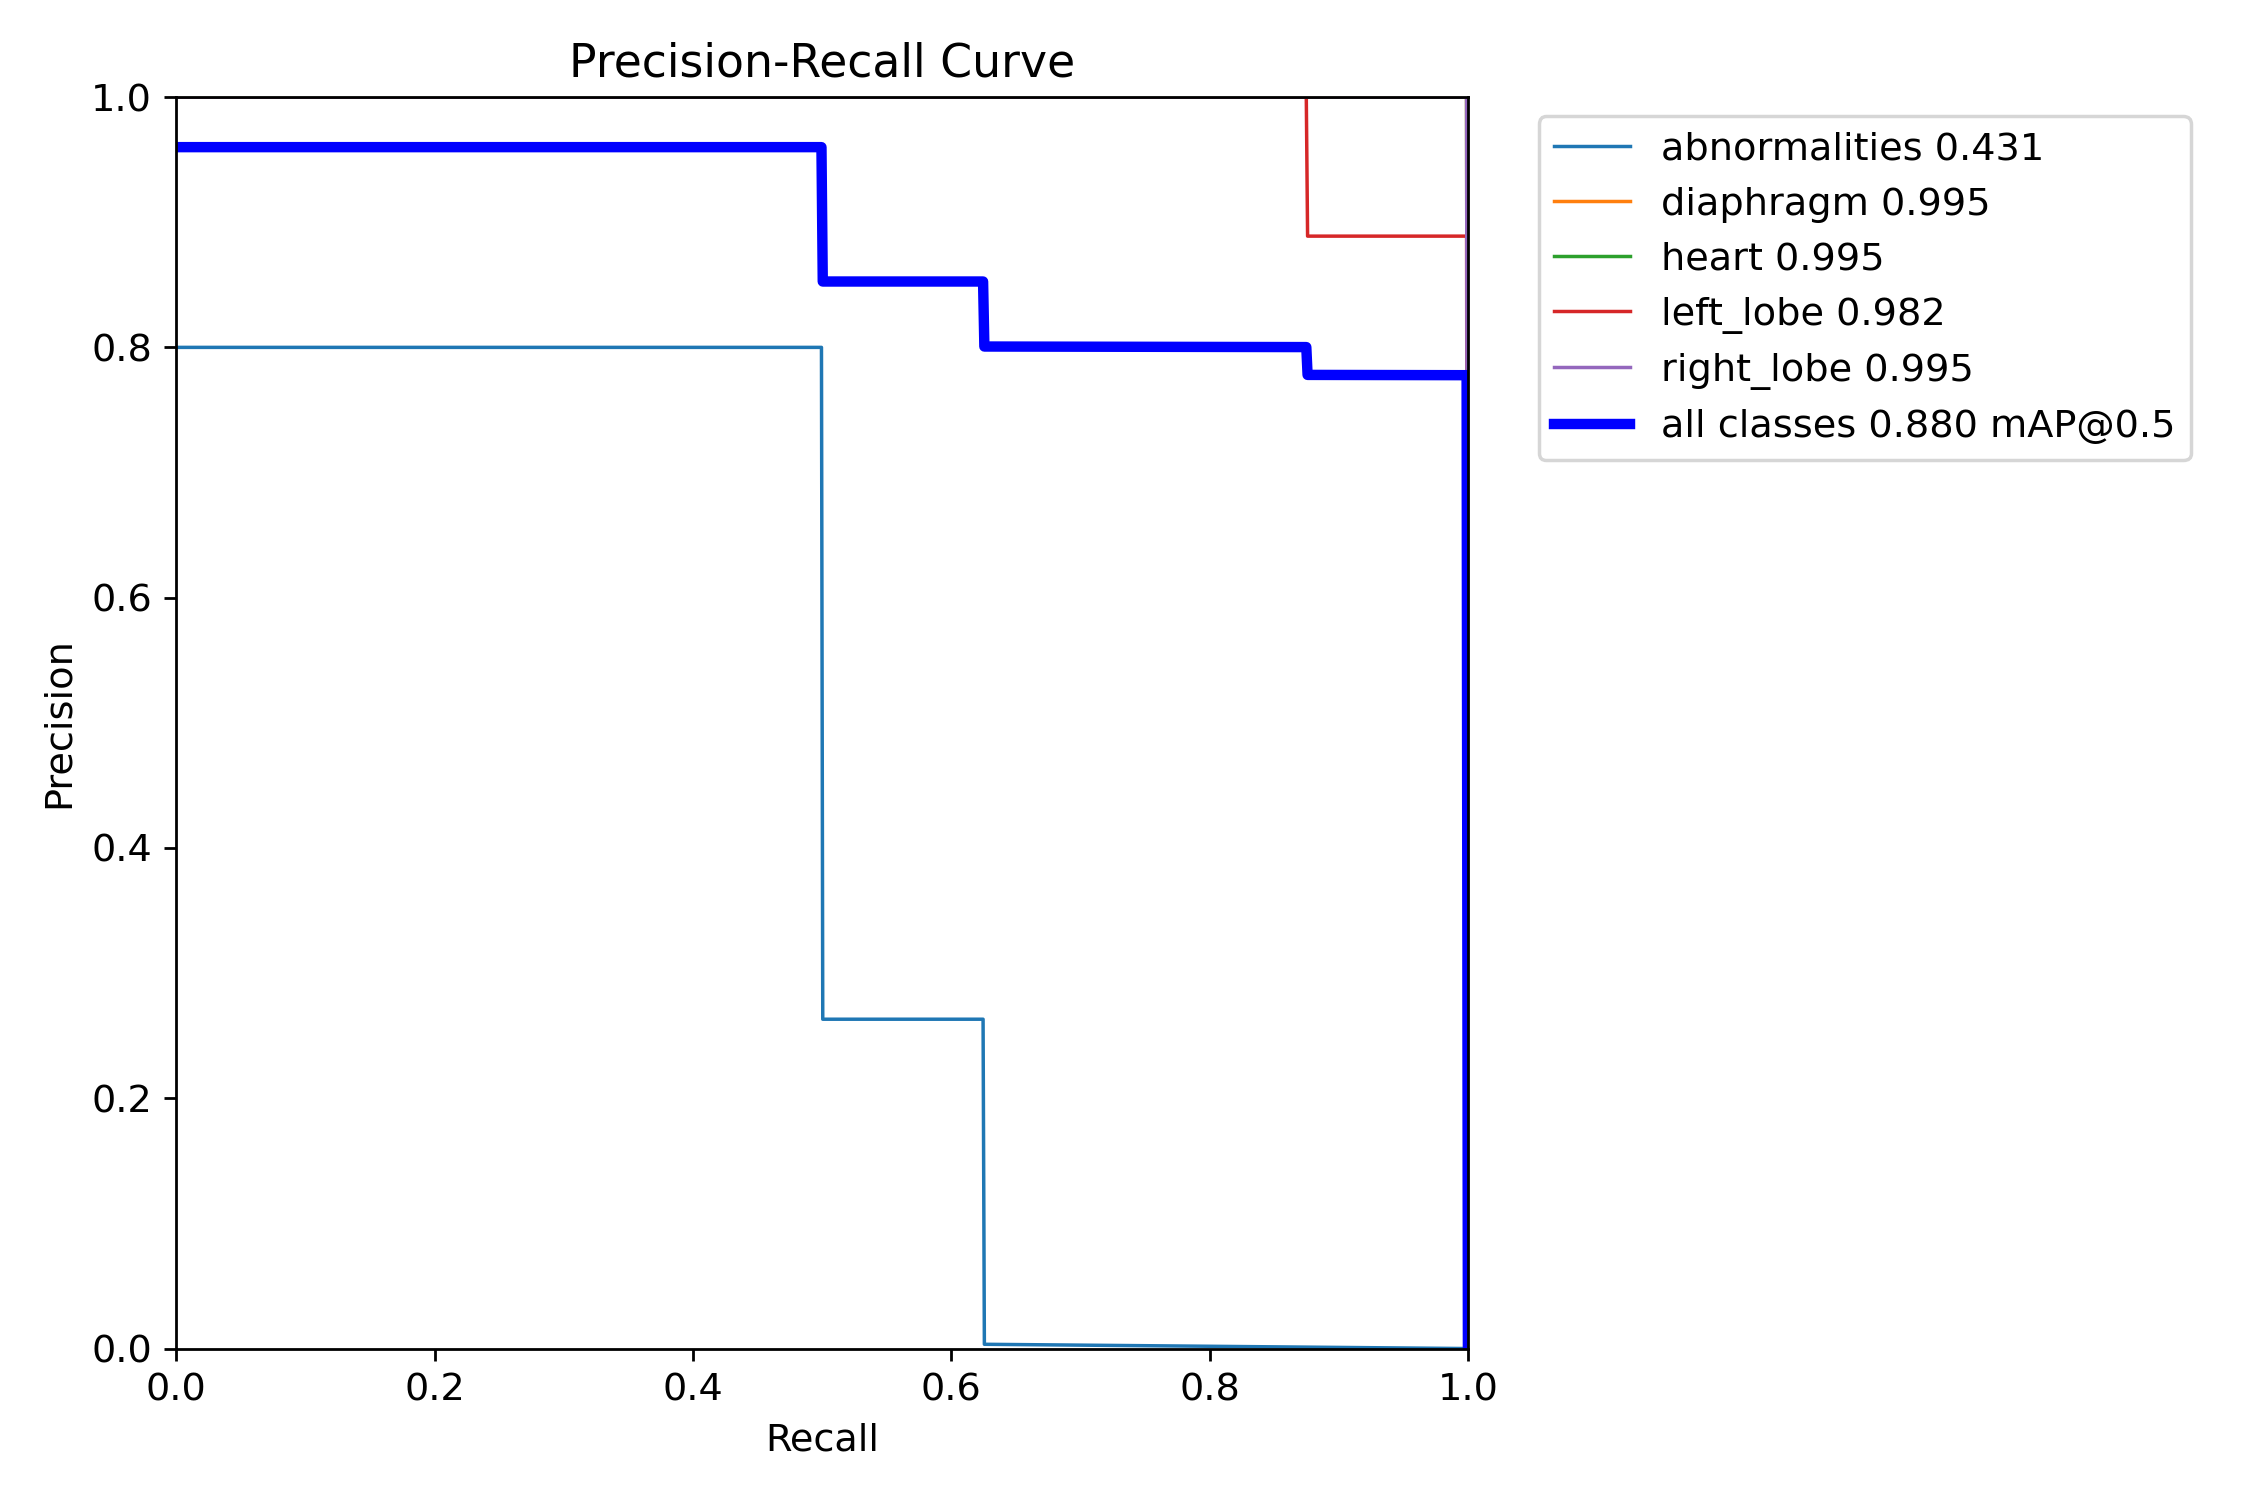 Precision-Recall Curve
1.0
0.8
0.6
0.4
0.2
0.0
Precision
0.0 0.2 0.4 0.6 0.8 1.0
Recall
abnormalities 0.431
diaphragm 0.995
heart 0.995
left_lobe 0.982
right_lobe 0.995
all classes 0.880 mAP@0.5